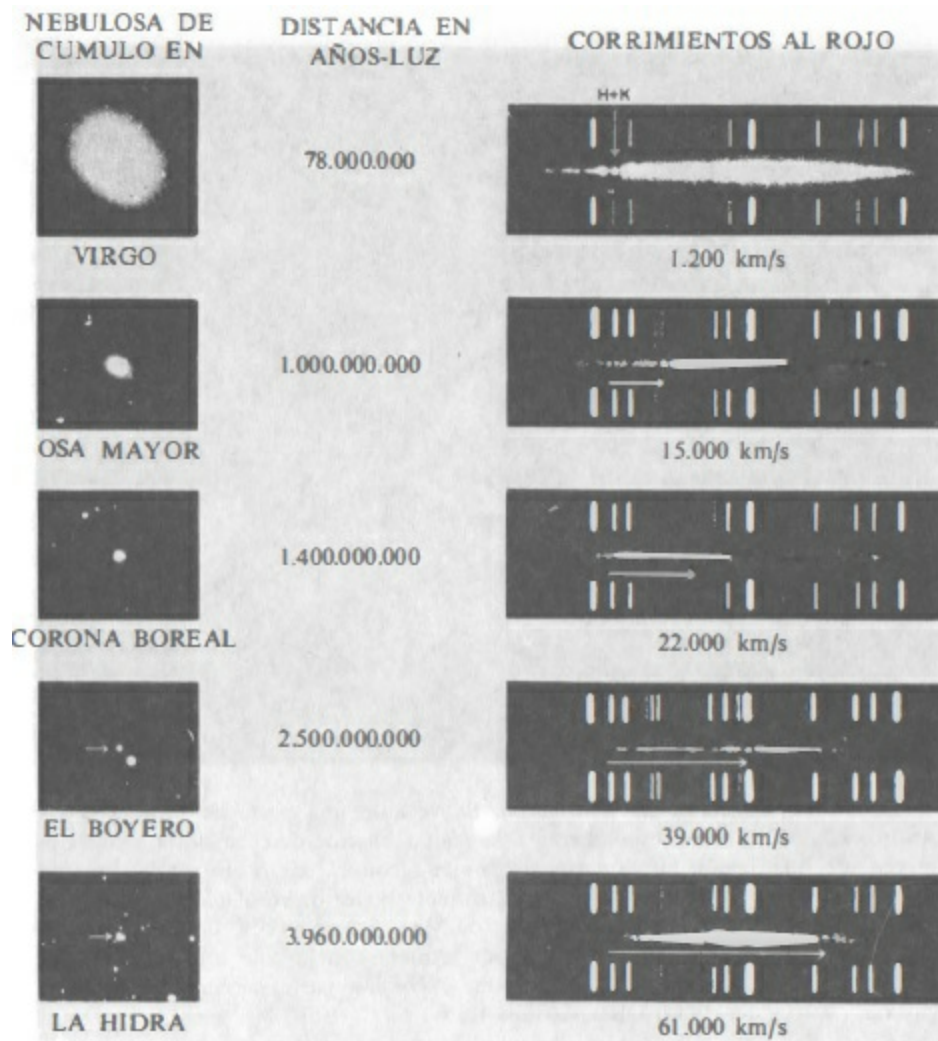 NEBULOSA DE
CUMULO EN
DISTANCIA EN
AÑOS-LUZ
CORRIMIENTOS AL ROJO
H+K
78.000.000
VIRGO
1.200 km/s
1.000.000.000
OSA MAYOR
15.000 km/s
1.400.000.000
CORONA BOREAL
22.000 km/s
2.500.000.000
EL BOYERO
39.000 km/s
3.960.000.000
LA HIDRA
61.000 km/s